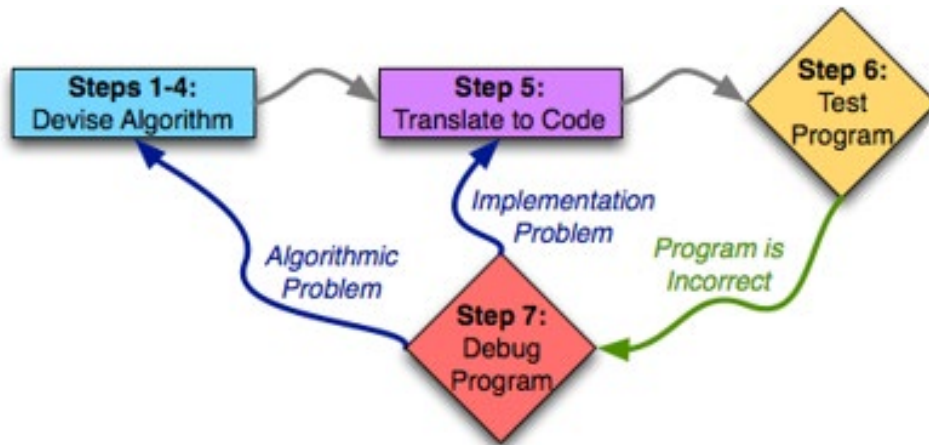 Steps 1-4:
Devise Algorithm
Step 5:
Translate to Code
Step 6:
Test
Program
Implementation
Problem
Program is
Incorrect
Algorithmic
Problem
Step 7:
Debug
Program